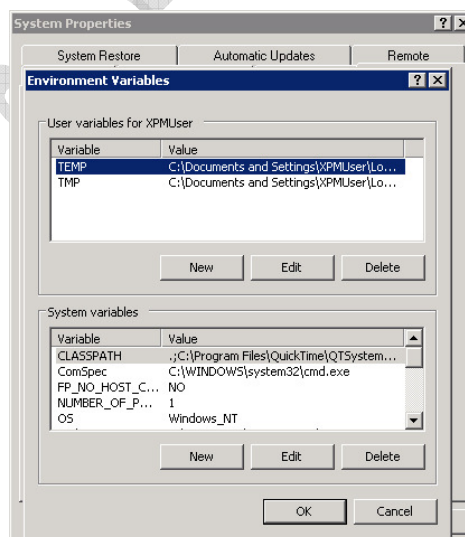 System Properties
System Restore Automatic Updates Remote
Environment Variables
User variables for XPMUser
Variable Value
TEMP C:\Documents and Settings\XPMUser\Lo...
TMP C:\Documents and Settings\XPMUser\Lo...
New Edit Delete
System variables
Variable Value
CLASSPATH .;C:\Program Files\QuickTime\QTSystem...
ComSpec C:\WINDOWS\system32\cmd.exe
FP_NO_HOST_C... NO
NUMBER_OF_P... 1
OS Windows_NT
New Edit Delete
OK Cancel